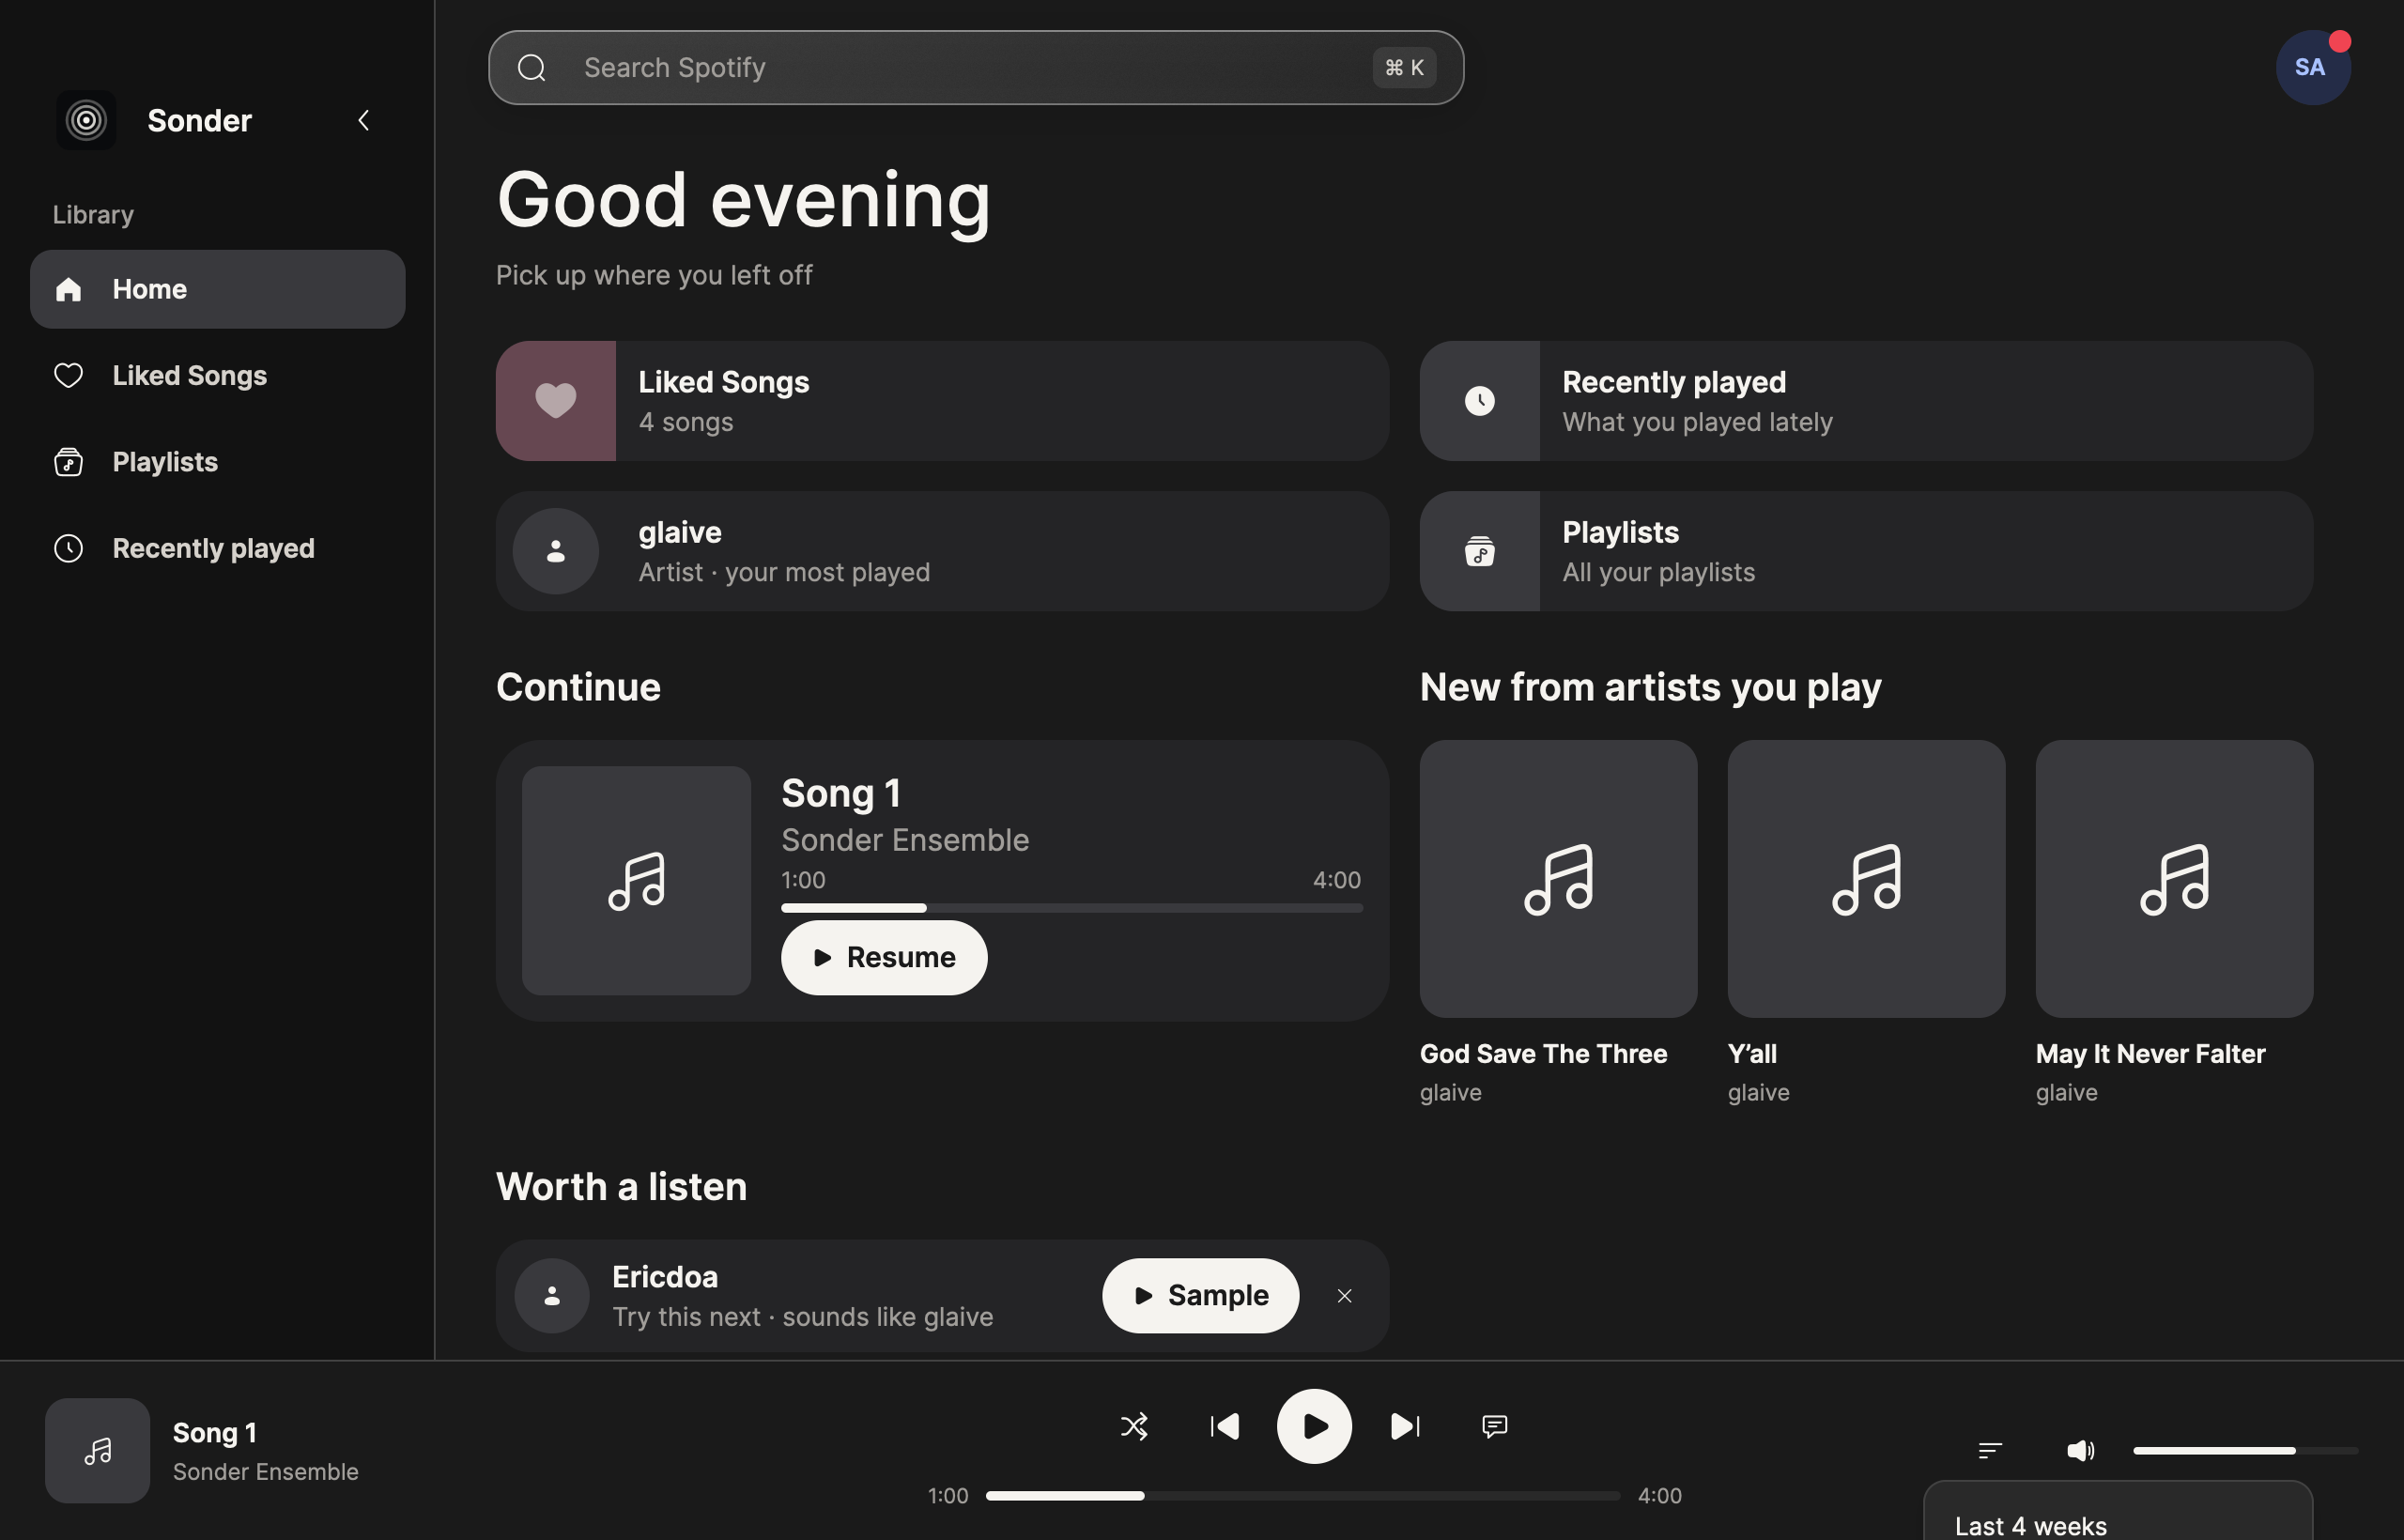 Sonder
Library
Home
Liked Songs
Playlists
Recently played
Search Spotify
⌘ K
SA
Good evening
Pick up where you left off
Liked Songs
4 songs
Recently played
What you played lately
glaive
Artist · your most played
Playlists
All your playlists
Continue
Song 1
Sonder Ensemble
1:00
4:00
Resume
New from artists you play
God Save The Three
glaive
Y’all
glaive
May It Never Falter
glaive
Worth a listen
Ericdoa
Try this next · sounds like glaive
Sample
Song 1
Sonder Ensemble
1:00
4:00
Last 4 weeks